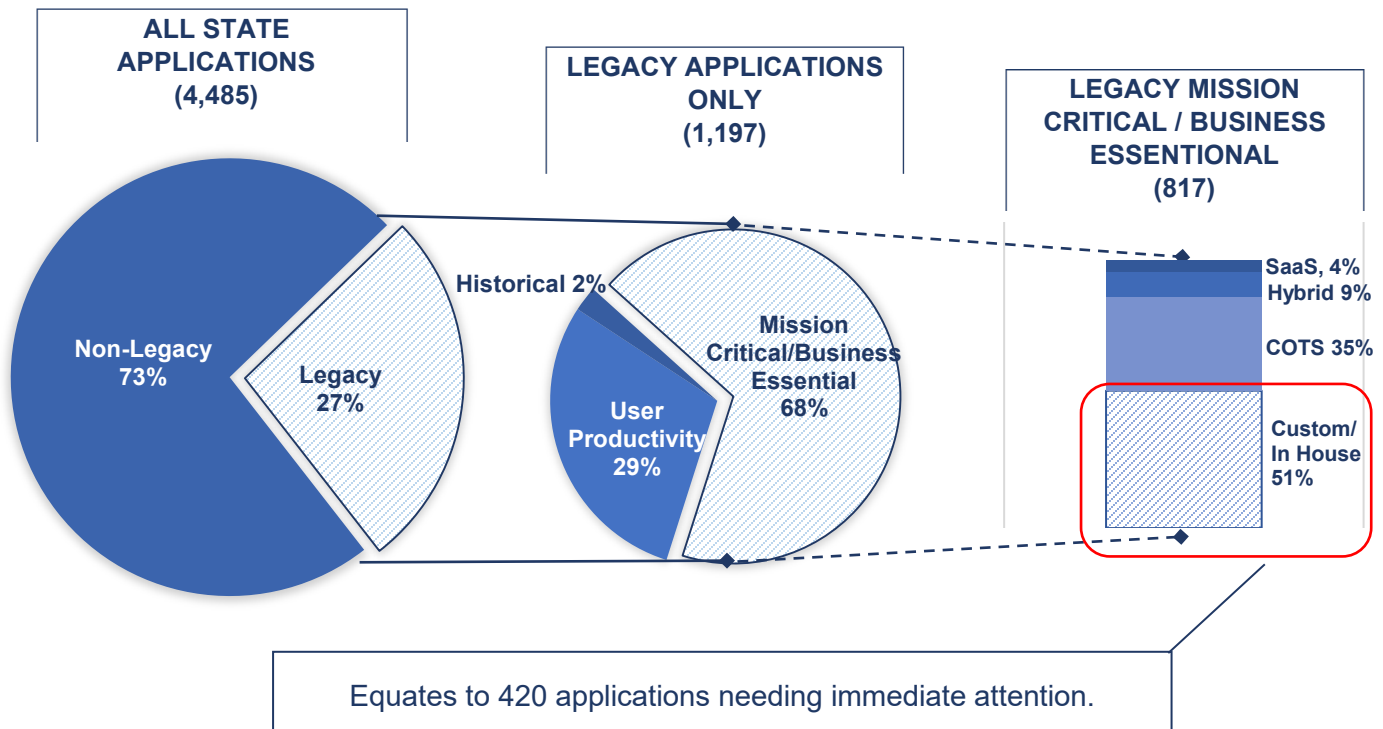 ALL STATE
APPLICATIONS
(4,485)
LEGACY APPLICATIONS
ONLY
(1,197)
LEGACY MISSION
CRITICAL / BUSINESS
ESSENTIONAL
(817)
Non-Legacy
73%
Legacy
27%
Historical 2%
Mission
Critical/Business
Essential
68%
User
Productivity
29%
SaaS, 4%
Hybrid 9%
COTS 35%
Custom/
In House
51%
Equates to 420 applications needing immediate attention.